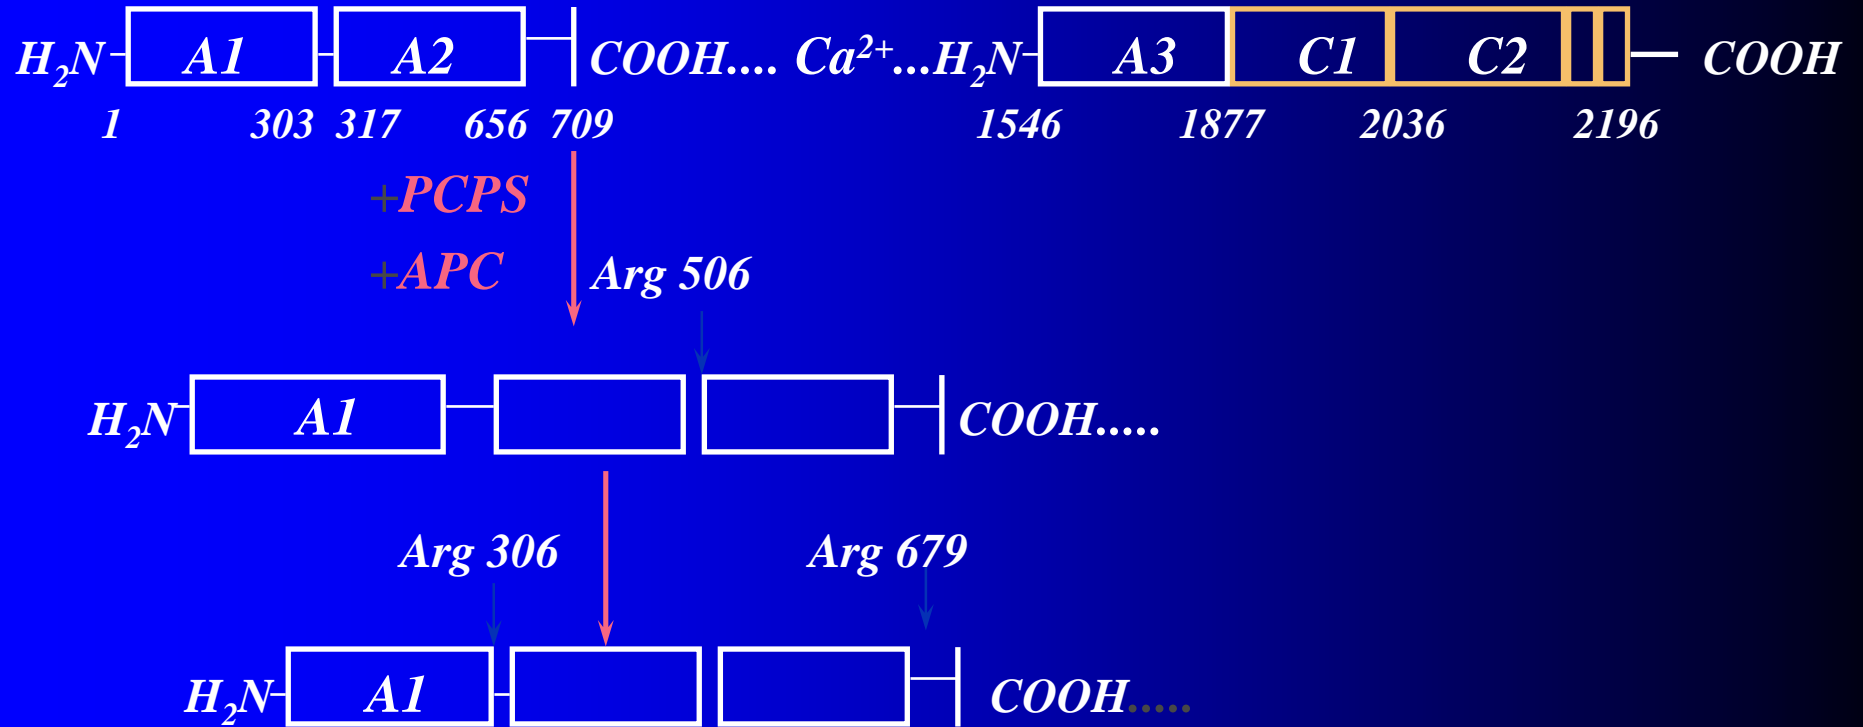 H₂N A1 A2 COOH.... Ca²⁺...H₂N A3 C1 C2 COOH
1 303 317 656 709 1546 1877 2036 2196
+PCPS
+APC Arg 506
H₂N A1 COOH.....
Arg 306 Arg 679
H₂N A1 COOH.....